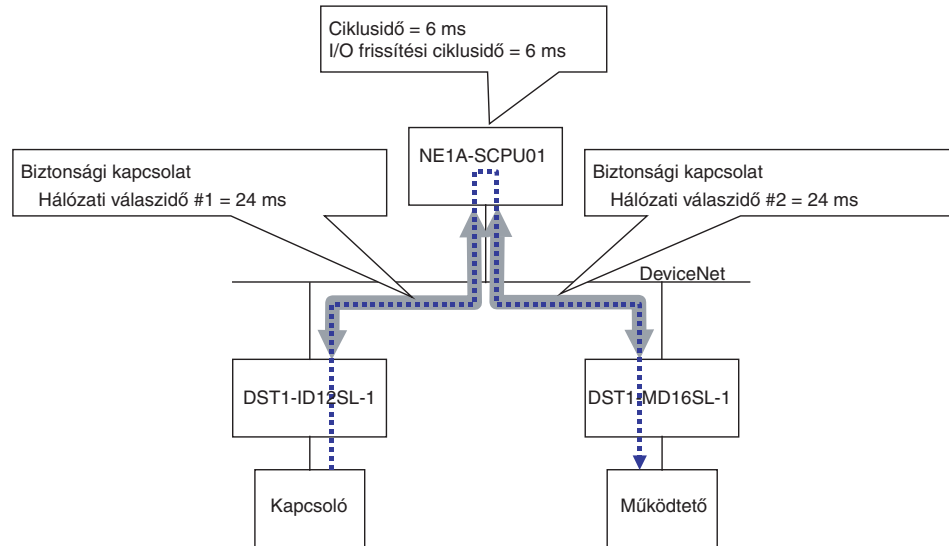 Ciklusidő = 6 ms
I/O frissítési ciklusidő = 6 ms
NE1A-SCPU01
Biztonsági kapcsolat
Hálózati válaszidő #1 = 24 ms
Biztonsági kapcsolat
Hálózati válaszidő #2 = 24 ms
DeviceNet
DST1-ID12SL-1
DST1-MD16SL-1
Kapcsoló
Működtető